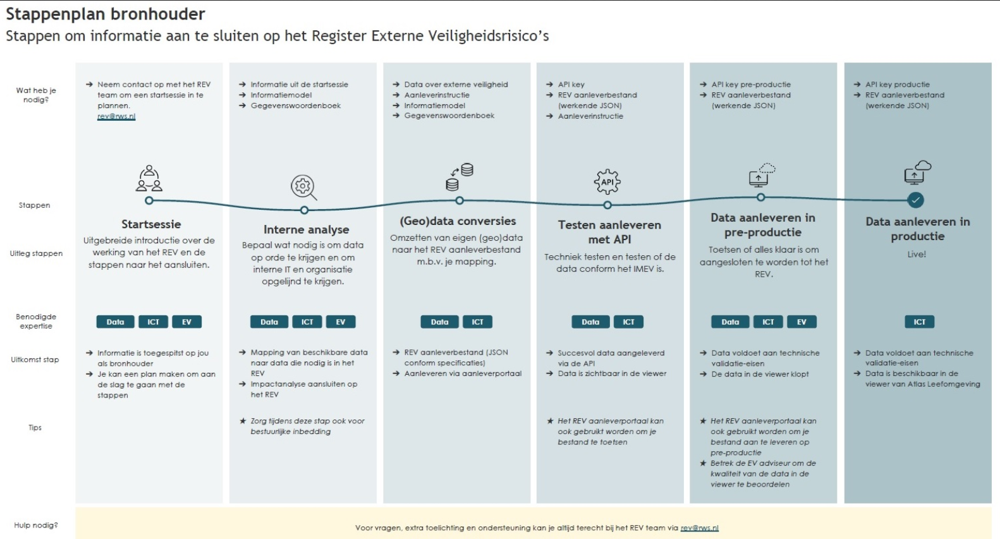 Stappenplan bronhouder
Stappen om informatie aan te sluiten op het Register Externe Veiligheidsrisico's
Wat heb je
nodig?
→ Neem contact op met het REV
team om een startsessie in te
plannen.
rev@rws.nl
→ Informatie uit de startsessie
→ Informatiemodel
→ Gegevenswoordenboek
→ Data over externe veiligheid
→ Aanleverinstructie
→ Informatiemodel
→ Gegevenswoordenboek
→ API key
→ REV aanleverbestand
(werkende JSON)
→ Aanleverinstructie
→ API key pre-productie
→ REV aanleverbestand
(werkende JSON)
→ API key productie
→ REV aanleverbestand
(werkende JSON)
API
Stappen
Startsessie
Interne analyse
(Geo)data conversies
Testen aanleveren
met API
Data aanleveren in
pre-productie
Data aanleveren in
productie
Uitleg stappen
Uitgebreide introductie over de
werking van het REV en de
stappen naar het aansluiten.
Bepaal wat nodig is om data
op orde te krijgen en om
interne IT en organisatie
opgelijnd te krijgen.
Omzetten van eigen (geo)data
naar het REV aanleverbestand
m.b.v. je mapping.
Techniek testen en testen of de
data conform het IMEV is.
Toetsen of alles klaar is om
aangesloten te worden tot het
REV.
Live!
Benodigde
expertise
Data ICT EV
Data ICT EV
Data ICT
Data ICT
Data ICT EV
ICT
Uitkomst stap
→ Informatie is toegespitst op jou
als bronhouder
→ Je kan een plan maken om aan
de slag te gaan met de
stappen
→ Mapping van beschikbare data
naar data die nodig is in het
REV
→ Impactanalyse aansluiten op
het REV
→ REV aanleverbestand (JSON
conform specificaties)
→ Aanleveren via aanleverportaal
→ Succesvol data aangeleverd
via de API
→ Data is zichtbaar in de viewer
→ Data voldoet aan technische
validatie-eisen
→ De data in de viewer klopt
→ Data voldoet aan technische
validatie-eisen
→ Data is beschikbaar in de
viewer van Atlas Leefomgeving
Tips
★ Zorg tijdens deze stap ook voor
bestuurlijke inbedding
★ Het REV aanleverportaal kan
ook gebruikt worden om je
bestand te toetsen
★ Het REV aanleverportaal kan
ook gebruikt worden om je
bestand aan te leveren op
pre-productie
★ Betrek de EV adviseur om de
kwaliteit van de data in de
viewer te beoordelen
Hulp nodig?
Voor vragen, extra toelichting en ondersteuning kan je altijd terecht bij het REV team via rev@rws.nl